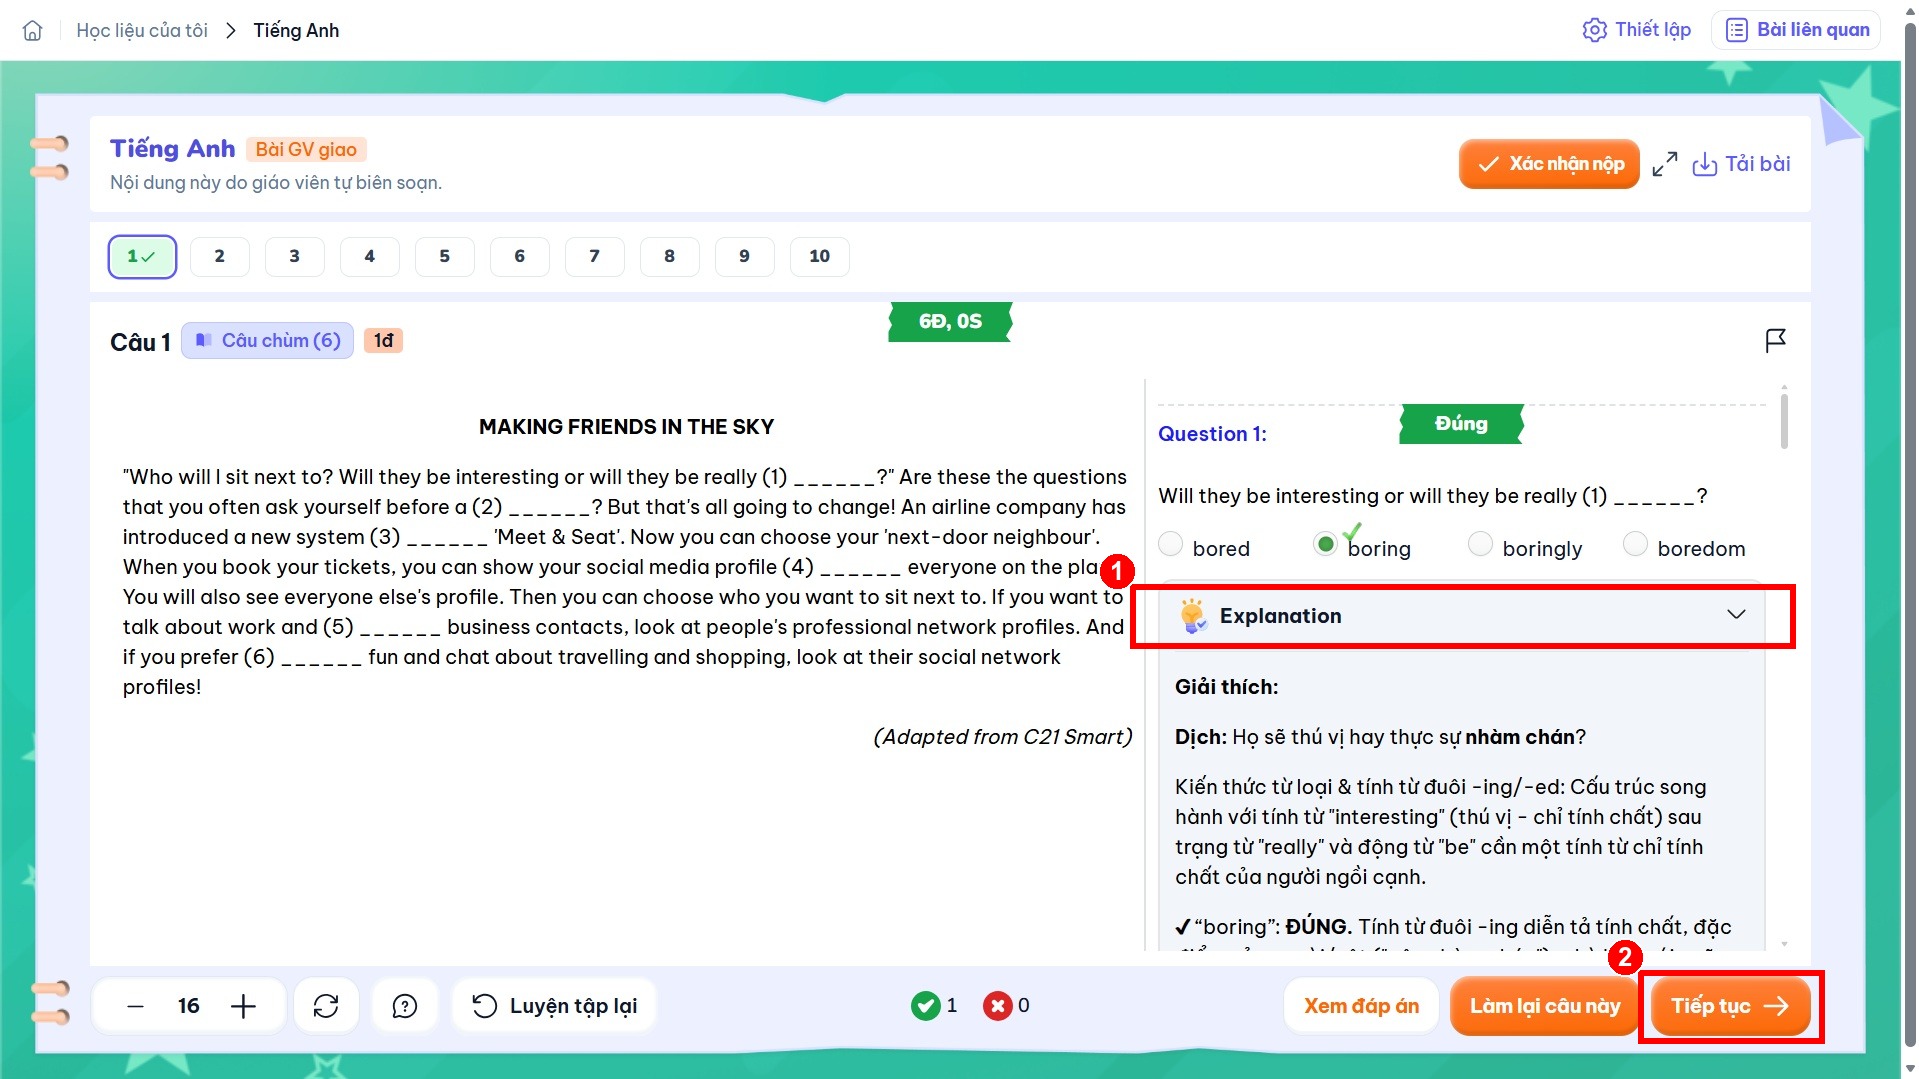 Học liệu của tôi > Tiếng Anh
Thiết lập
Bài liên quan
Tiếng Anh Bài GV giao
Nội dung này do giáo viên tự biên soạn.
Xác nhận nộp
Tải bài
1 2 3 4 5 6 7 8 9 10
Câu 1 Câu chùm (6) 1đ
6Đ, 0S
MAKING FRIENDS IN THE SKY
"Who will I sit next to? Will they be interesting or will they be really (1) ______?" Are these the questions
that you often ask yourself before a (2) ______? But that's all going to change! An airline company has
introduced a new system (3) ______ 'Meet & Seat'. Now you can choose your 'next-door neighbour'.
When you book your tickets, you can show your social media profile (4) ______ everyone on the pla
You will also see everyone else's profile. Then you can choose who you want to sit next to. If you want to
talk about work and (5) ______ business contacts, look at people's professional network profiles. And
if you prefer (6) ______ fun and chat about travelling and shopping, look at their social network
profiles!
(Adapted from C21 Smart)
Question 1:
Đúng
Will they be interesting or will they be really (1) ______?
bored boring boringly boredom
1
Explanation
Giải thích:
Dịch: Họ sẽ thú vị hay thực sự nhàm chán?
Kiến thức từ loại & tính từ đuôi -ing/-ed: Cấu trúc song
hành với tính từ "interesting" (thú vị - chỉ tính chất) sau
trạng từ "really" và động từ "be" cần một tính từ chỉ tính
chất của người ngồi cạnh.
✔“boring”: ĐÚNG. Tính từ đuôi -ing diễn tả tính chất, đặc
2
16
Luyện tập lại
1 0
Xem đáp án
Làm lại câu này
Tiếp tục